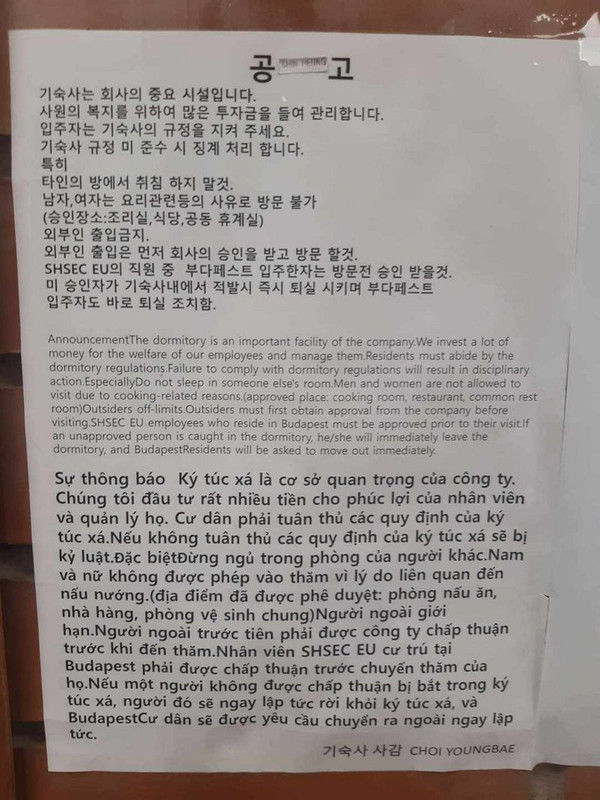 공 SHIN HEUNG 고
기숙사는 회사의 중요 시설입니다.
사원의 복지를 위하여 많은 투자금을 들여 관리합니다.
입주자는 기숙사의 규정을 지켜 주세요.
기숙사 규정 미 준수 시 징계 처리 합니다.
특히
타인의 방에서 취침 하지 말것.
남자,여자는 요리관련등의 사유로 방문 불가
(승인장소:조리실,식당,공동 휴게실)
외부인 출입금지.
외부인 출입은 먼저 회사의 승인을 받고 방문 할것.
SHSEC EU의 직원 중 부다페스트 입주한자는 방문전 승인 받을것.
미 승인자가 기숙사내에서 적발시 즉시 퇴실 시키며 부다페스트
입주자도 바로 퇴실 조치함.
AnnouncementThe dormitory is an important facility of the company.We invest a lot of
money for the welfare of our employees and manage them.Residents must abide by the
dormitory regulations.Failure to comply with dormitory regulations will result in disciplinary
action.EspeciallyDo not sleep in someone else's room.Men and women are not allowed to
visit due to cooking-related reasons.(approved place: cooking room, restaurant, common rest
room)Outsiders off-limits.Outsiders must first obtain approval from the company before
visiting.SHSEC EU employees who reside in Budapest must be approved prior to their visit.If
an unapproved person is caught in the dormitory, he/she will immediately leave the
dormitory, and BudapestResidents will be asked to move out immediately.
Sự thông báo Ký túc xá là cơ sở quan trọng của công ty.
Chúng tôi đầu tư rất nhiều tiền cho phúc lợi của nhân viên
và quản lý họ. Cư dân phải tuân thủ các quy định của ký
túc xá.Nếu không tuân thủ các quy định của ký túc xá sẽ bị
kỷ luật.Đặc biệtĐừng ngủ trong phòng của người khác.Nam
và nữ không được phép vào thăm vì lý do liên quan đến
nấu nướng.(địa điểm đã được phê duyệt: phòng nấu ăn,
nhà hàng, phòng vệ sinh chung)Người ngoài giới
hạn.Người ngoài trước tiên phải được công ty chấp thuận
trước khi đến thăm.Nhân viên SHSEC EU cư trú tại
Budapest phải được chấp thuận trước chuyến thăm của
họ.Nếu một người không được chấp thuận bị bắt trong ký
túc xá, người đó sẽ ngay lập tức rời khỏi ký túc xá, và
BudapestCư dân sẽ được yêu cầu chuyển ra ngoài ngay lập
tức.
기숙사 사감 CHOI YOUNGBAE